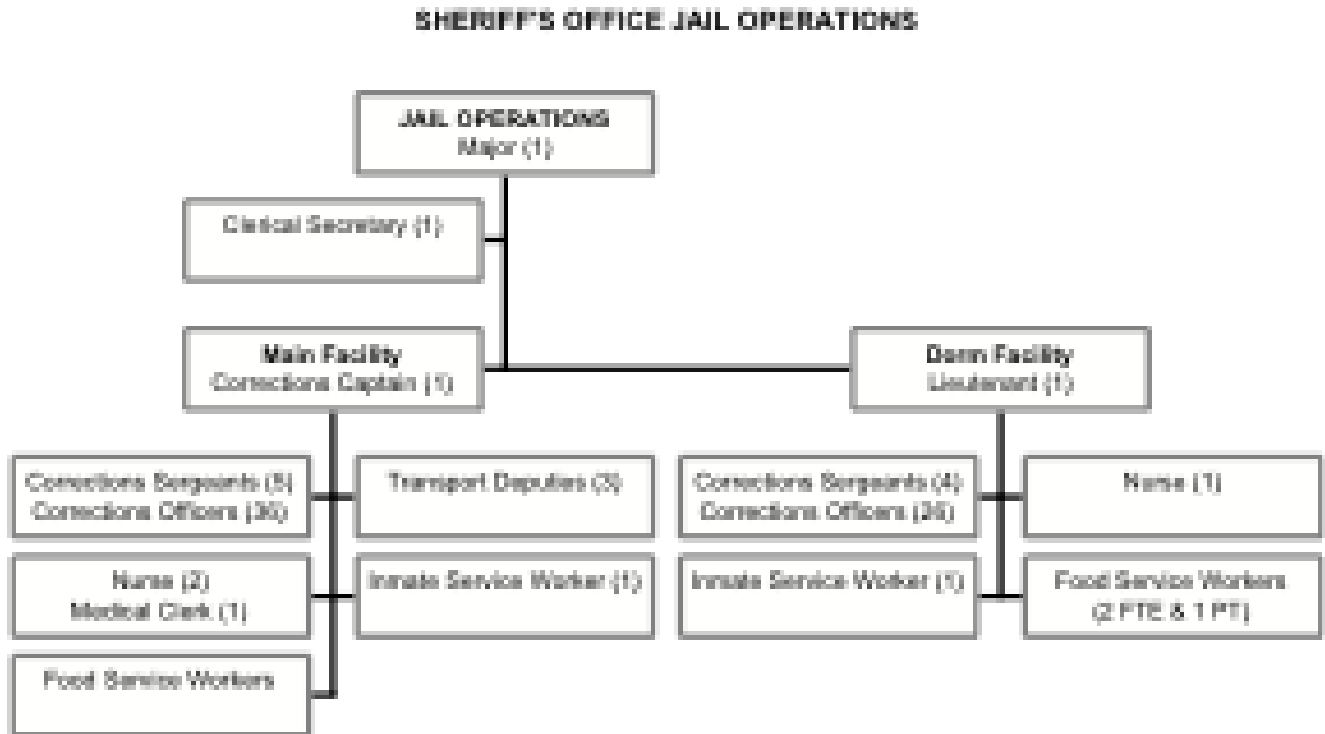 SHERIFF'S OFFICE JAIL OPERATIONS
JAIL OPERATIONS
Major (1)
Clerical Secretary (1)
Main Facility
Corrections Captain (1)
Dorm Facility
Lieutenant (1)
Corrections Sergeants (5)
Corrections Officers (36)
Transport Deputies (3)
Corrections Sergeants (4)
Corrections Officers
Nurse (1)
Nurse (2)
Medical Clerk (1)
Inmate Service Worker (1)
Inmate Service Worker (1)
Food Service Workers
(2 FTE & 1 PT)
Food Service Workers